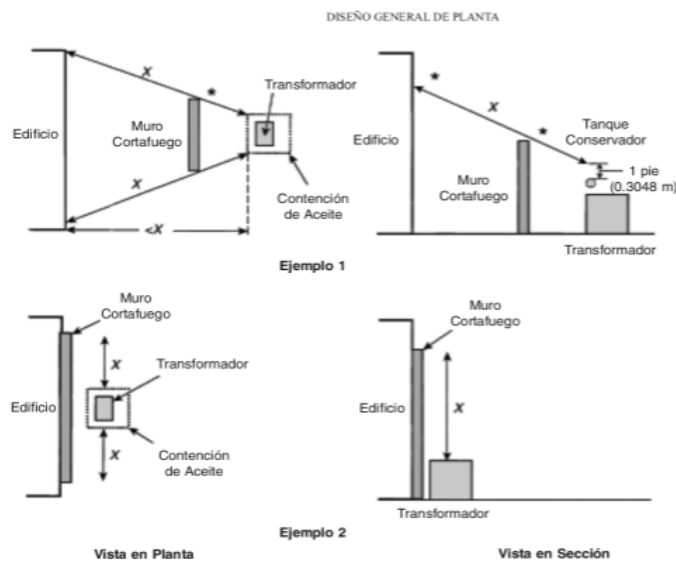 DISEÑO GENERAL DE PLANTA
X
*
Transformador
Edificio
Muro
Cortafuego
X
Contención
de Aceite
<X
*
X
*
Tanque
Conservador
Edificio
1 pie
(0.3048 m)
Muro
Cortafuego
Transformador
Ejemplo 1
Muro
Cortafuego
X
Transformador
Edificio
X
Contención
de Aceite
Muro
Cortafuego
Edificio
X
Transformador
Ejemplo 2
Vista en Planta
Vista en Sección